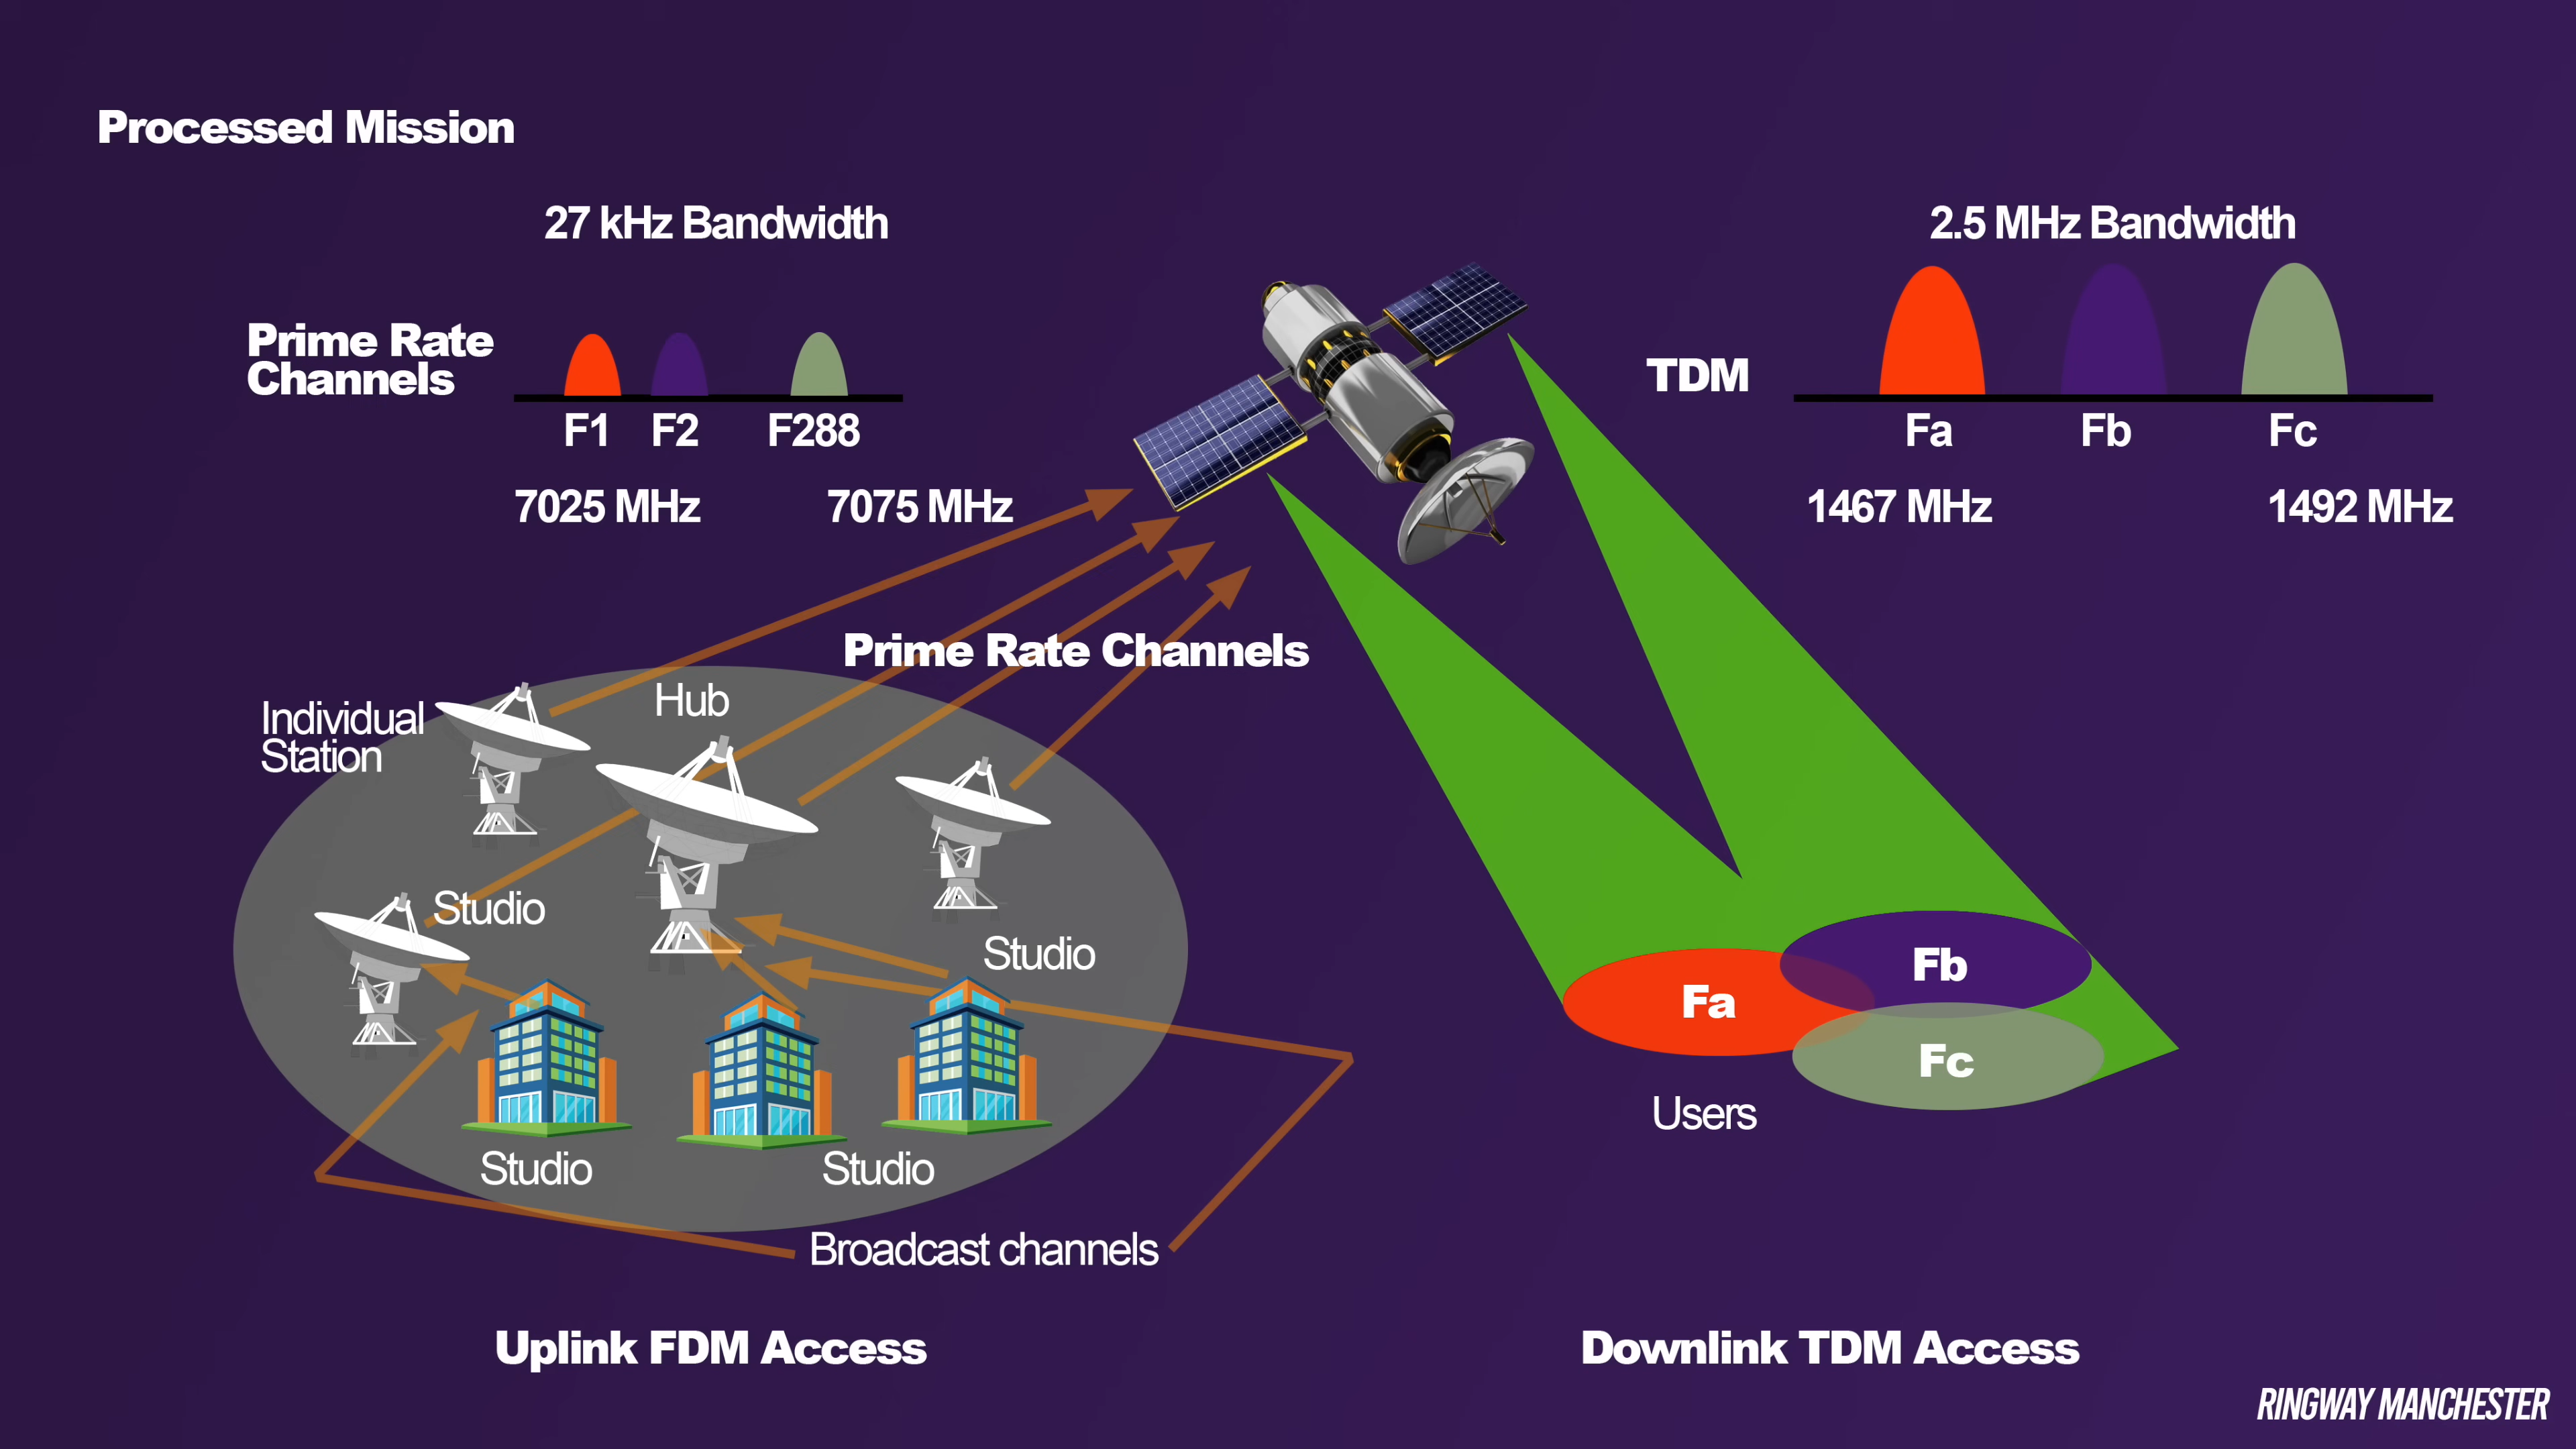 Processed Mission
27 kHz Bandwidth
2.5 MHz Bandwidth
Prime Rate
Channels
TDM
F1 F2 F288
Fa Fb Fc
7025 MHz 7075 MHz
1467 MHz 1492 MHz
Prime Rate Channels
Individual
Station
Hub
Studio
Studio
Fb
Fa
Fc
Users
Studio
Studio
Broadcast channels
Uplink FDM Access
Downlink TDM Access
RINGWAY MANCHESTER